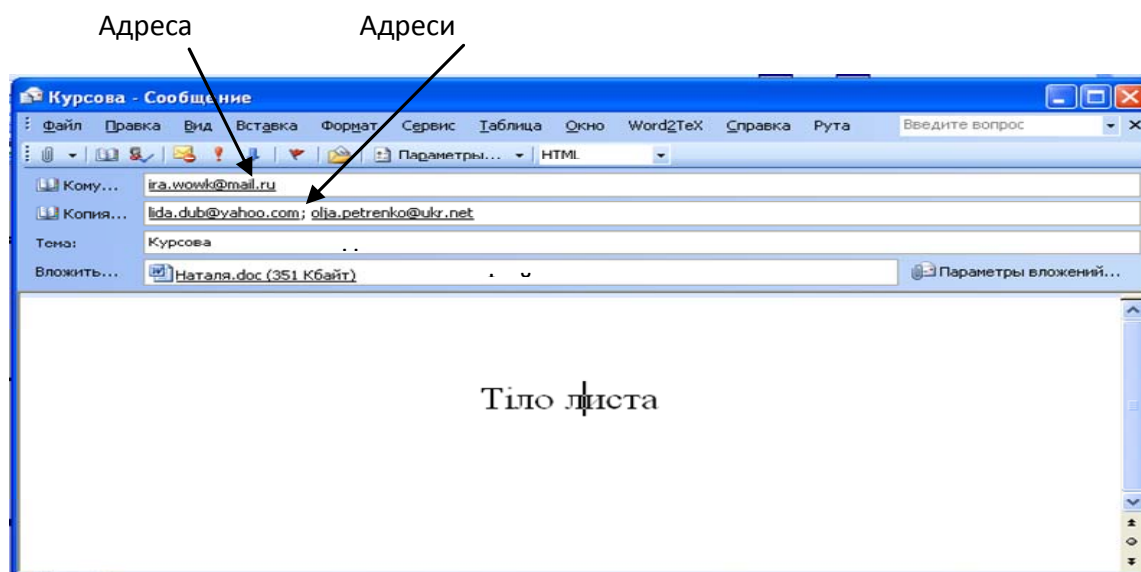 Адреса Адреси
Курсова - Сообщение
Файл Правка Вид Вставка Формат Сервис Таблица Окно Word2TeX Справка Рута Введите вопрос
Параметры... HTML
Кому... ira.wowk@mail.ru
Копия... lida.dub@yahoo.com; olja.petrenko@ukr.net
Тема: Курсова
Вложить... Наталя.doc (351 Кбайт) Параметры вложений...
Тіло листа